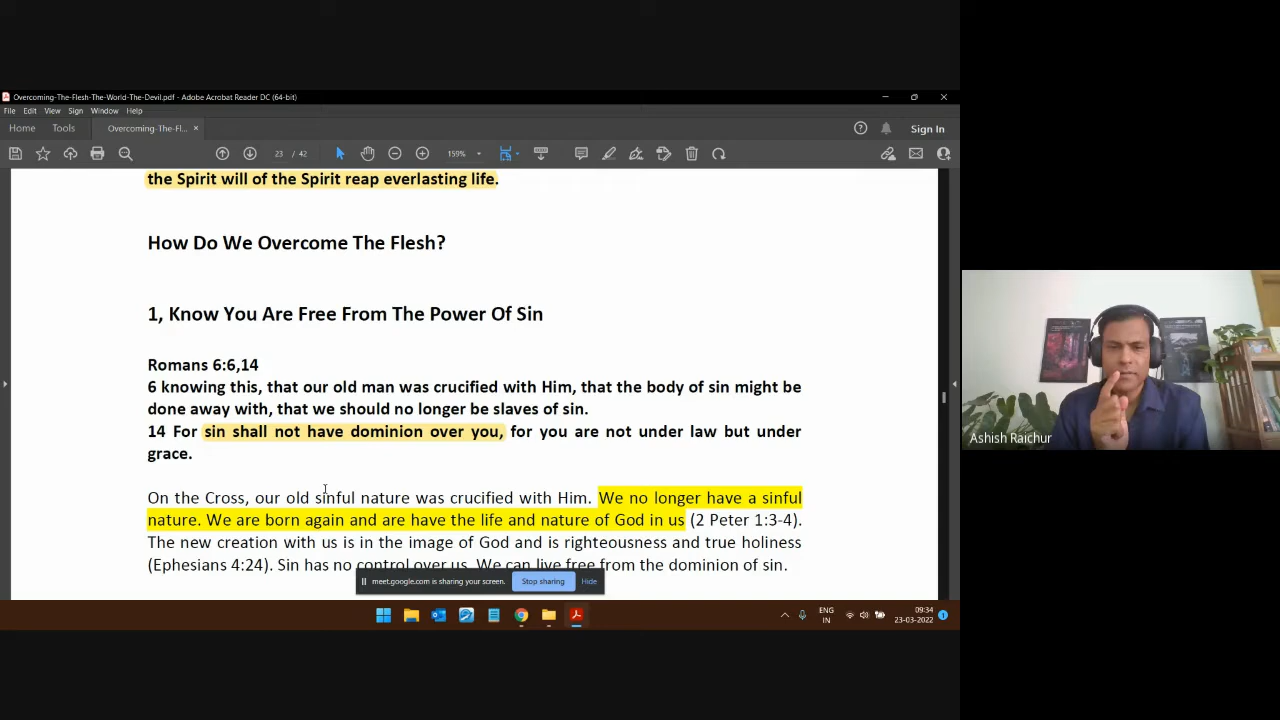 Overcoming-The-Flesh-The-World-The-Devil.pdf - Adobe Acrobat Reader DC (64-bit)
File Edit View Sign Window Help
Home Tools Overcoming-The-Fl... × Sign In
23 / 42 159%
the Spirit will of the Spirit reap everlasting life.
How Do We Overcome The Flesh?
1, Know You Are Free From The Power Of Sin
Romans 6:6,14
6 knowing this, that our old man was crucified with Him, that the body of sin might be
done away with, that we should no longer be slaves of sin.
14 For sin shall not have dominion over you, for you are not under law but under
grace.
On the Cross, our old sinful nature was crucified with Him. We no longer have a sinful
nature. We are born again and are have the life and nature of God in us (2 Peter 1:3-4).
The new creation with us is in the image of God and is righteousness and true holiness
(Ephesians 4:24). Sin has no control over us. We can live free from the dominion of sin.
meet.google.com is sharing your screen. Stop sharing Hide
ENG
IN
09:34
23-03-2022
Ashish Raichur